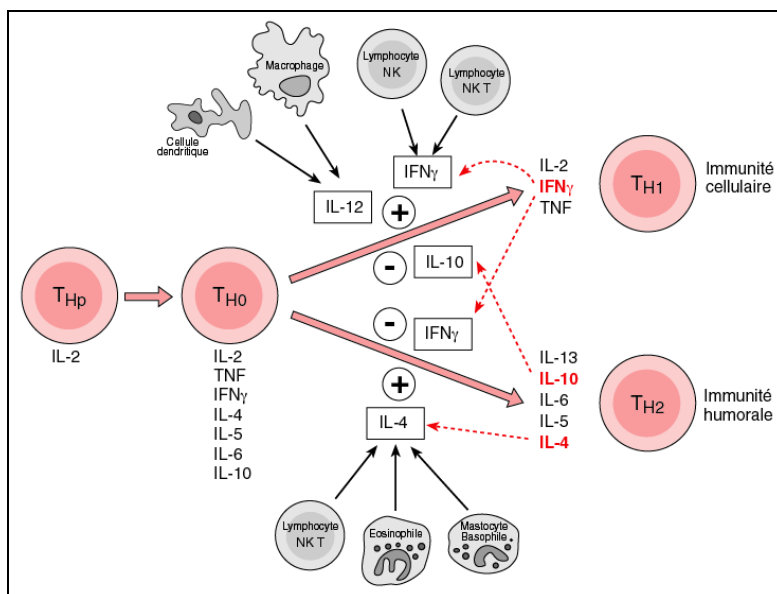 Macrophage
Lymphocyte
NK
Lymphocyte
NK T
Cellule
dendritique
IFNγ
IL-12
IL-2
IFNγ
TNF
TH1
Immunité
cellulaire
+
-
IL-10
THp
IL-2
TH0
IL-2
TNF
IFNγ
IL-4
IL-5
IL-6
IL-10
-
IFNγ
+
IL-4
IL-13
IL-10
IL-6
IL-5
IL-4
TH2
Immunité
humorale
Lymphocyte
NK T
Eosinophile
Mastocyte
Basophile